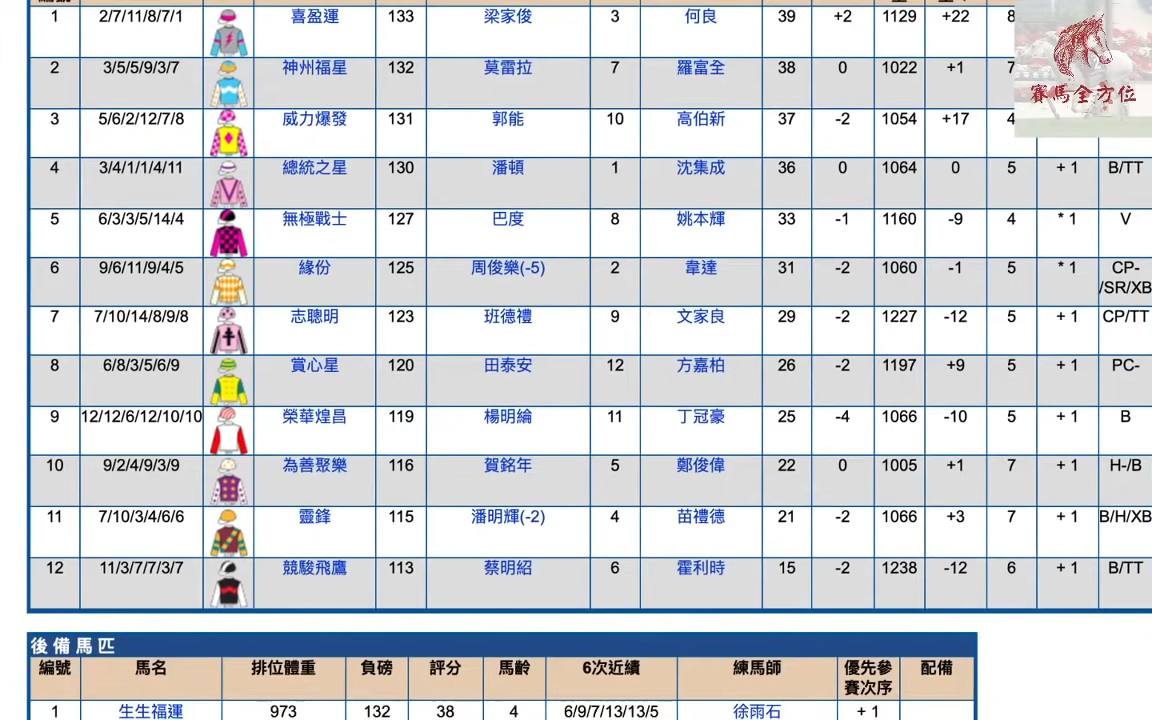 1 2/7/11/8/7/1 喜盈運 133 梁家俊 3 何良 39 +2 1129 +22 8
2 3/5/5/9/3/7 神州福星 132 莫雷拉 7 羅富全 38 0 1022 +1 7
賽馬全方位
3 5/6/2/12/7/8 威力爆發 131 郭能 10 高伯新 37 -2 1054 +17 4
4 3/4/1/1/4/11 總統之星 130 潘頓 1 沈集成 36 0 1064 0 5 + 1 B/TT
5 6/3/3/5/14/4 無極戰士 127 巴度 8 姚本輝 33 -1 1160 -9 4 * 1 V
6 9/6/11/9/4/5 緣份 125 周俊樂(-5) 2 韋達 31 -2 1060 -1 5 * 1 CP-
/SR/XB
7 7/10/14/8/9/8 志聰明 123 班德禮 9 文家良 29 -2 1227 -12 5 + 1 CP/TT
8 6/8/3/5/6/9 賞心星 120 田泰安 12 方嘉柏 26 -2 1197 +9 5 + 1 PC-
9 12/12/6/12/10/10 榮華煌昌 119 楊明綸 11 丁冠豪 25 -4 1066 -10 5 + 1 B
10 9/2/4/9/3/9 為善聚樂 116 賀銘年 5 鄭俊偉 22 0 1005 +1 7 + 1 H-/B
11 7/10/3/4/6/6 靈鋒 115 潘明輝(-2) 4 苗禮德 21 -2 1066 +3 7 + 1 B/H/XB
12 11/3/7/7/3/7 競駿飛鷹 113 蔡明紹 6 霍利時 15 -2 1238 -12 6 + 1 B/TT
後備馬匹
編號 馬名 排位體重 負磅 評分 馬齡 6次近績 練馬師 優先參 配備
賽次序
1 生生福運 973 132 38 4 6/9/7/13/13/5 徐雨石 + 1